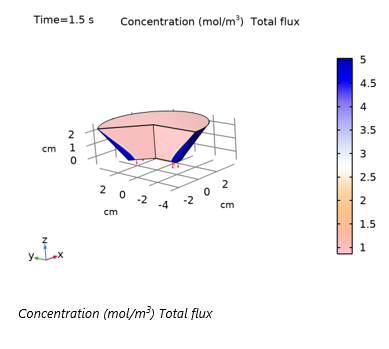 Time=1.5 s Concentration (mol/m³) Total flux
5
4.5
4
3.5
3
2.5
2
1.5
1
2
1
0
cm
2
0
-2
-4
cm
-2
0
2
cm
z
y
x
Concentration (mol/m³) Total flux